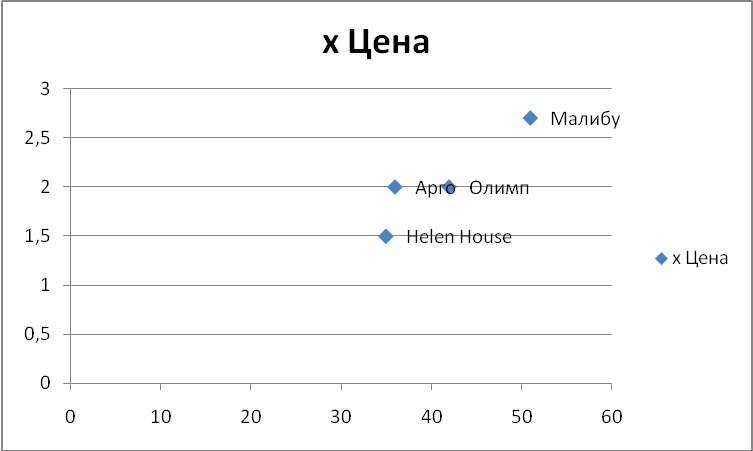 x Цена
3
2,5
Малибу
2
Арго
Олимп
1,5
Helen House
x Цена
1
0,5
0
0 10 20 30 40 50 60